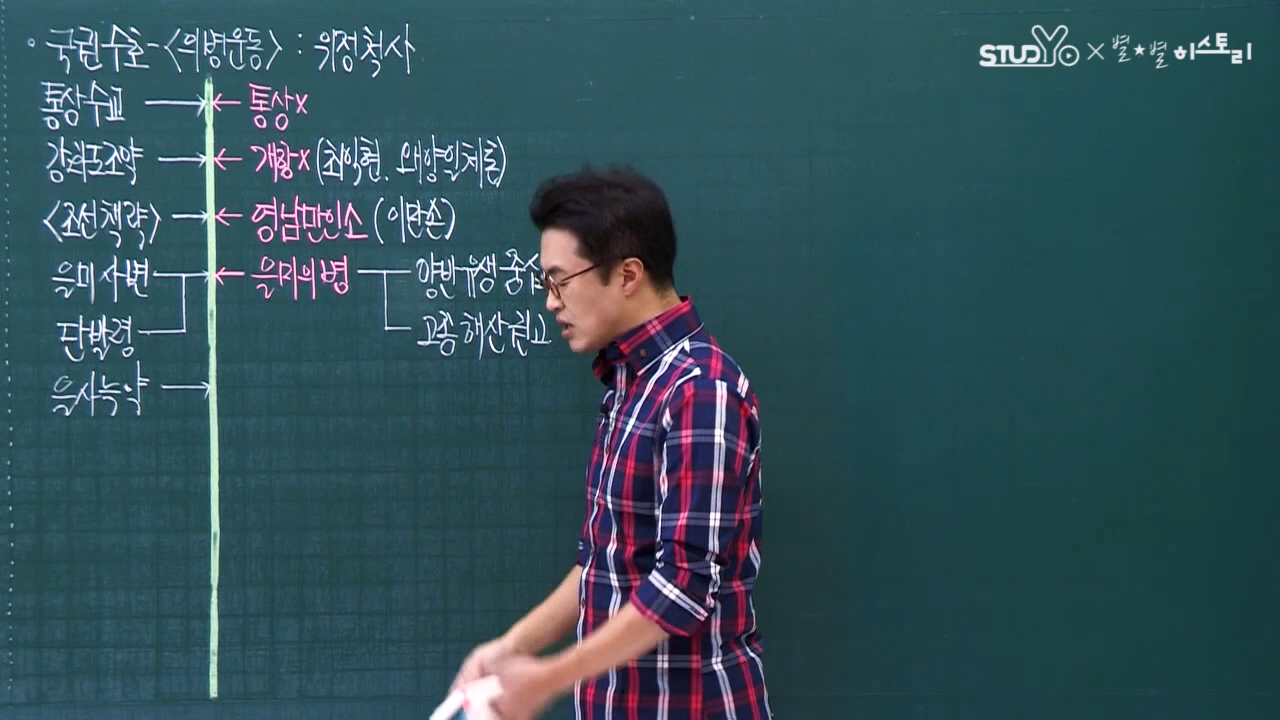 • 국권수호-<의병운동> : 위정척사
STUDYo × 별★별 히스토리
통상수교 → ← 통상x
강화도조약 → ← 개항x (최익현, 왜양일체론)
<조선책략> → ← 영남만인소 (이만손)
을미사변 → ← 을미의병 양반유생 중심
단발령 고종 해산권고
을사늑약 →